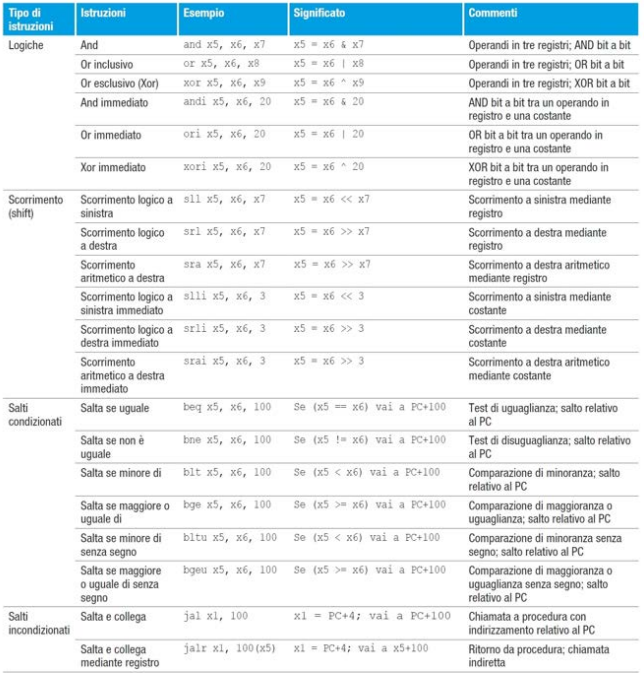 Tipo di istruzioni Istruzioni Esempio Significato Commenti
Logiche And and x5, x6, x7 x5 = x6 & x7 Operandi in tre registri; AND bit a bit
Or inclusivo or x5, x6, x8 x5 = x6 | x8 Operandi in tre registri; OR bit a bit
Or esclusivo (Xor) xor x5, x6, x9 x5 = x6 ^ x9 Operandi in tre registri; XOR bit a bit
And immediato andi x5, x6, 20 x5 = x6 & 20 AND bit a bit tra un operando in
registro e una costante
Or immediato ori x5, x6, 20 x5 = x6 | 20 OR bit a bit tra un operando in
registro e una costante
Xor immediato xori x5, x6, 20 x5 = x6 ^ 20 XOR bit a bit tra un operando in
registro e una costante
Scorrimento (shift) Scorrimento logico a sinistra sll x5, x6, x7 x5 = x6 << x7 Scorrimento a sinistra mediante
registro
Scorrimento logico a destra srl x5, x6, x7 x5 = x6 >> x7 Scorrimento a destra mediante
registro
Scorrimento aritmetico a destra sra x5, x6, x7 x5 = x6 >> x7 Scorrimento a destra aritmetico
mediante registro
Scorrimento logico a sinistra immediato slli x5, x6, 3 x5 = x6 << 3 Scorrimento a sinistra mediante
costante
Scorrimento logico a destra immediato srli x5, x6, 3 x5 = x6 >> 3 Scorrimento a destra mediante
costante
Scorrimento aritmetico a destra immediato srai x5, x6, 3 x5 = x6 >> 3 Scorrimento a destra aritmetico
mediante costante
Salti condizionati Salta se uguale beq x5, x6, 100 Se (x5 == x6) vai a PC+100 Test di uguaglianza; salto relativo
al PC
Salta se non è uguale bne x5, x6, 100 Se (x5 != x6) vai a PC+100 Test di disuguaglianza; salto relativo
al PC
Salta se minore di blt x5, x6, 100 Se (x5 < x6) vai a PC+100 Comparazione di minoranza; salto
relativo al PC
Salta se maggiore o uguale di bge x5, x6, 100 Se (x5 >= x6) vai a PC+100 Comparazione di maggioranza o
uguaglianza; salto relativo al PC
Salta se minore di senza segno bltu x5, x6, 100 Se (x5 < x6) vai a PC+100 Comparazione di minoranza senza
segno; salto relativo al PC
Salta se maggiore o uguale di senza segno bgeu x5, x6, 100 Se (x5 >= x6) vai a PC+100 Comparazione di maggioranza o
uguaglianza senza segno; salto
relativo al PC
Salti incondizionati Salta e collega jal x1, 100 x1 = PC+4; vai a PC+100 Chiamata a procedura con
indirizzamento relativo al PC
Salta e collega mediante registro jalr x1, 100(x5) x1 = PC+4; vai a x5+100 Ritorno da procedura; chiamata
indiretta